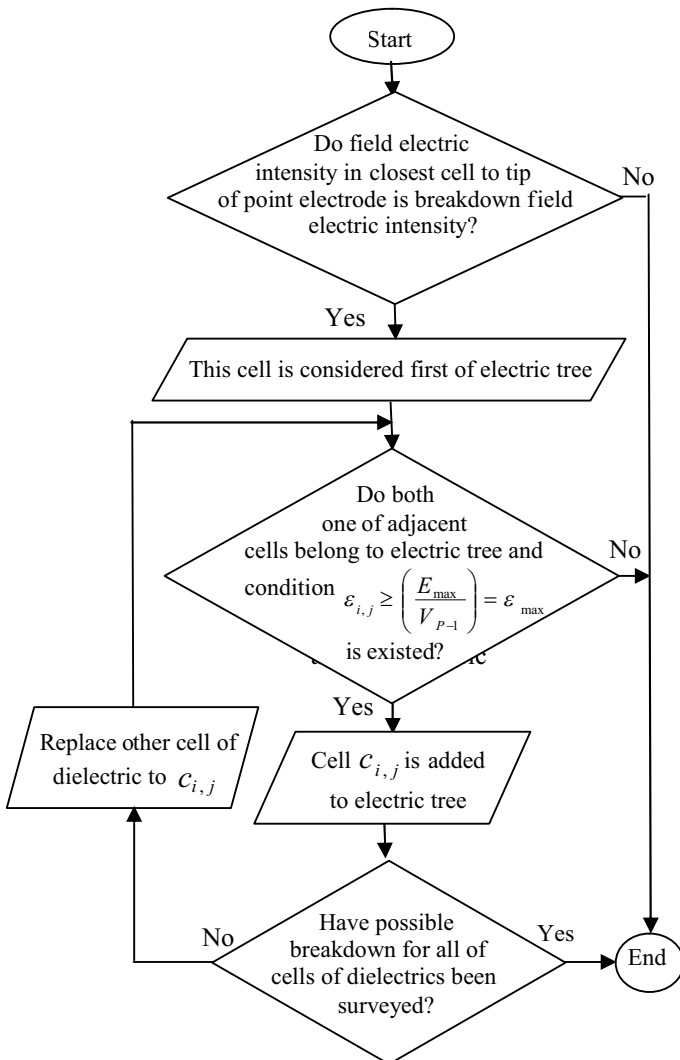 Start
Do field electric
intensity in closest cell to tip
of point electrode is breakdown field
electric intensity?
No
Yes
This cell is considered first of electric tree
Do both
one of adjacent
cells belong to electric tree and
condition ε_{i,j} ≥ (E_max / V_{P−1}) = ε_max
is existed?
No
Yes
Replace other cell of
dielectric to c_{i,j}
Cell c_{i,j} is added
to electric tree
Have possible
breakdown for all of
cells of dielectrics been
surveyed?
No
Yes
End